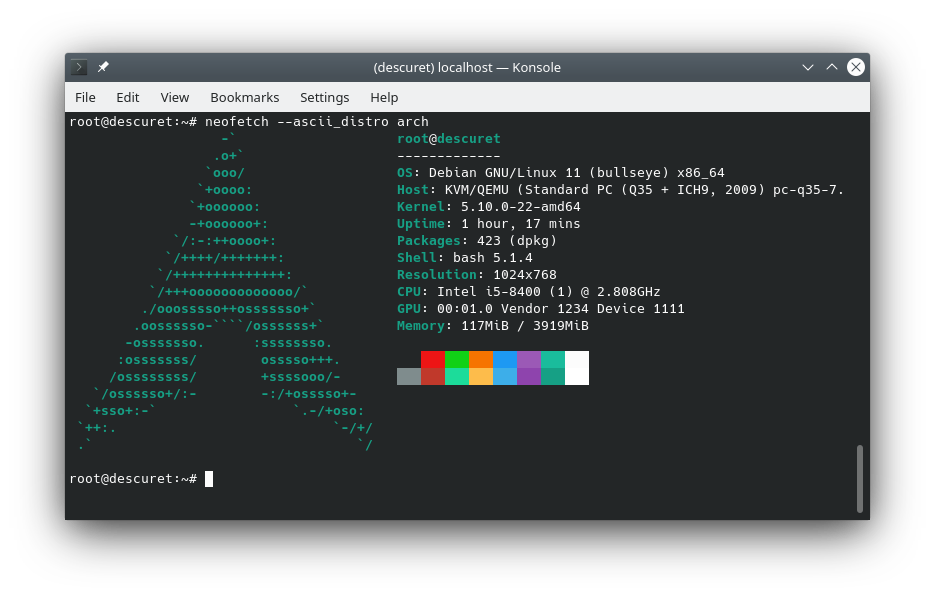 (descuret) localhost — Konsole
File Edit View Bookmarks Settings Help
root@descuret:~# neofetch --ascii_distro arch
                   -`                    root@descuret
                  .o+`                   -------------
                 `ooo/                   OS: Debian GNU/Linux 11 (bullseye) x86_64
                `+oooo:                  Host: KVM/QEMU (Standard PC (Q35 + ICH9, 2009) pc-q35-7.
               `+oooooo:                 Kernel: 5.10.0-22-amd64
               -+oooooo+:                Uptime: 1 hour, 17 mins
             `/:-:++oooo+:               Packages: 423 (dpkg)
            `/++++/+++++++:              Shell: bash 5.1.4
           `/++++++++++++++:             Resolution: 1024x768
          `/+++ooooooooooooo/`           CPU: Intel i5-8400 (1) @ 2.808GHz
         ./ooosssso++osssssso+`          GPU: 00:01.0 Vendor 1234 Device 1111
        .oossssso-````/ossssss+`         Memory: 117MiB / 3919MiB
       -osssssso.      :ssssssso.
      :osssssss/        osssso+++.
     /ossssssss/        +ssssooo/-
   `/ossssso+/:-        -:/+osssso+-
  `+sso+:-`                 `.-/+oso:
 `++:.                           `-/+/
 .`                                 `/
root@descuret:~#